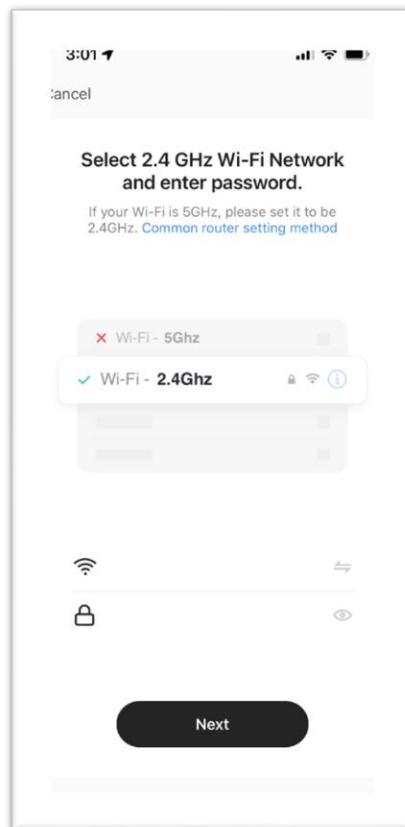 3:01
Cancel
Select 2.4 GHz Wi-Fi Network
and enter password.
If your Wi-Fi is 5GHz, please set it to be
2.4GHz. Common router setting method
Wi-Fi - 5Ghz
Wi-Fi - 2.4Ghz
Next